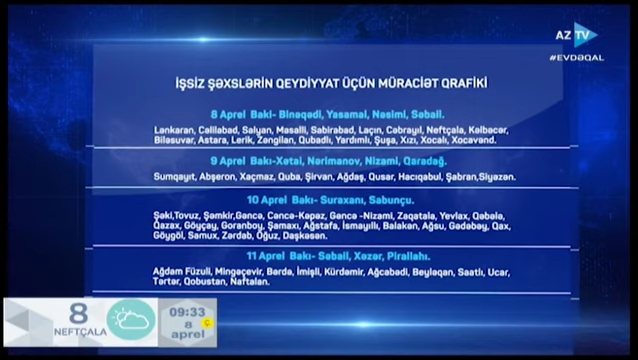 AZTV
#EVDƏQAL
İŞSİZ ŞƏXSLƏRİN QEYDİYYAT ÜÇÜN MÜRACİƏT QRAFİKİ
8 Aprel Bakı- Binəqədi, Yasamal, Nəsimi, Səbail.
Lənkəran, Cəlilabad, Salyan, Masallı, Sabirabad, Laçın, Cəbrayıl, Neftçala, Kəlbəcər,
Biləsuvar, Astara, Lerik, Zəngilan, Qubadlı, Yardımlı, Şuşa, Xızı, Xocalı, Xocavənd.
9 Aprel Bakı-Xətai, Nərimanov, Nizami, Qaradağ.
Sumqayıt, Abşeron, Xaçmaz, Quba, Şirvan, Ağdaş, Qusar, Hacıqabul, Şabran,Siyəzən.
10 Aprel Bakı- Suraxanı, Sabunçu.
Şəki,Tovuz, Şəmkir,Gəncə, Gəncə-Kəpəz, Gəncə -Nizami, Zaqatala, Yevlax, Qəbələ,
Qazax, Göyçay, Goranboy, Şamaxı, Ağstafa, İsmayıllı, Balakən, Ağsu, Gədəbəy, Qax,
Göygöl, Samux, Zərdab, Oğuz, Daşkəsən.
11 Aprel Bakı- Səbail, Xəzər, Pirallahı.
Ağdam Füzuli, Mingəçevir, Bərdə, İmişli, Kürdəmir, Ağcabədi, Beyləqan, Saatlı, Ucar,
Tərtər, Qobustan, Naftalan.
8
NEFTÇALA
09:33
8
Ç.
aprel